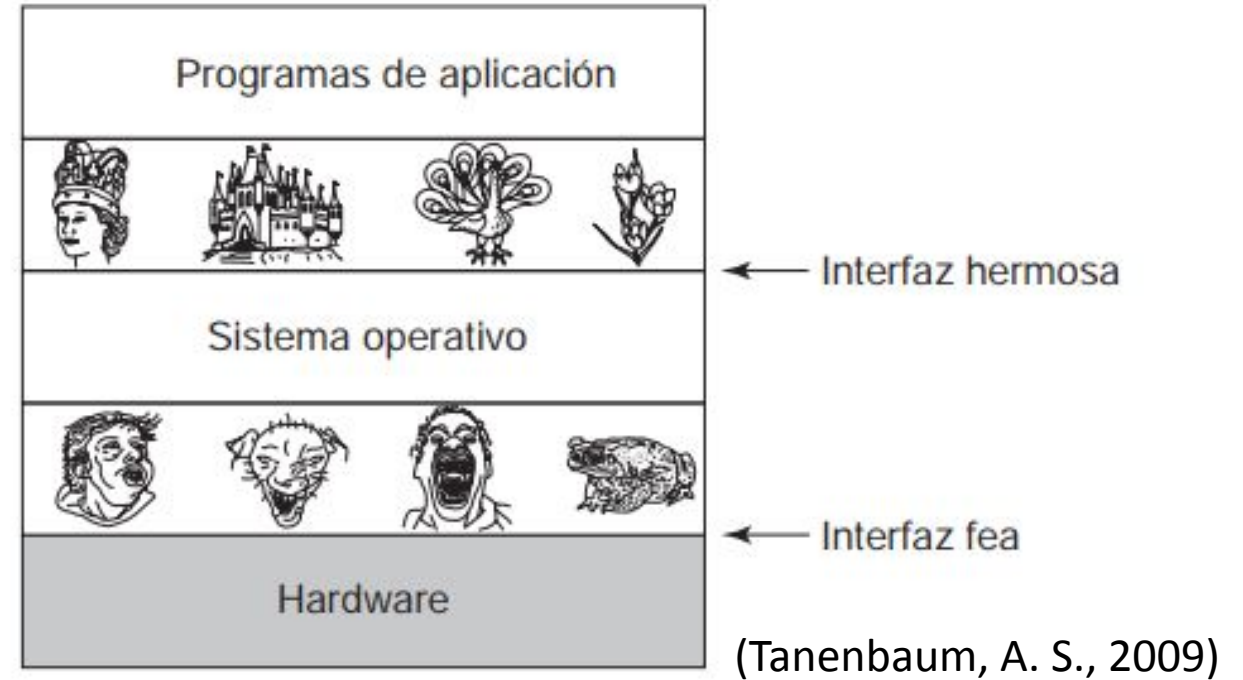 Programas de aplicación
Interfaz hermosa
Sistema operativo
Interfaz fea
Hardware
(Tanenbaum, A. S., 2009)